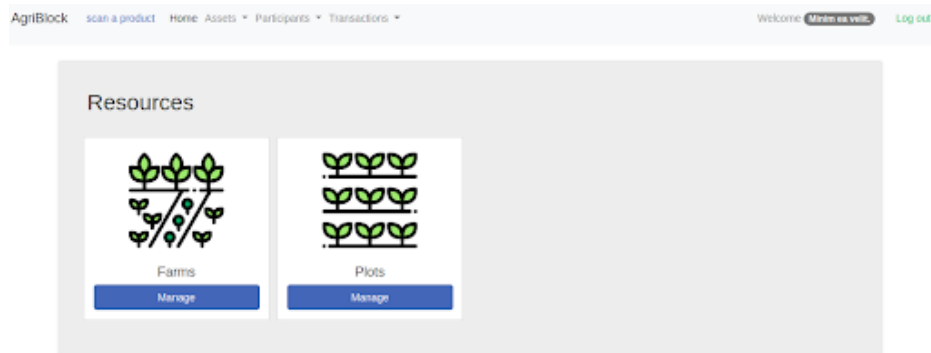 AgriBlock scan a product Home Assets Participants Transactions Welcome Minim ea velit. Log out
Resources
Farms Plots
Manage Manage